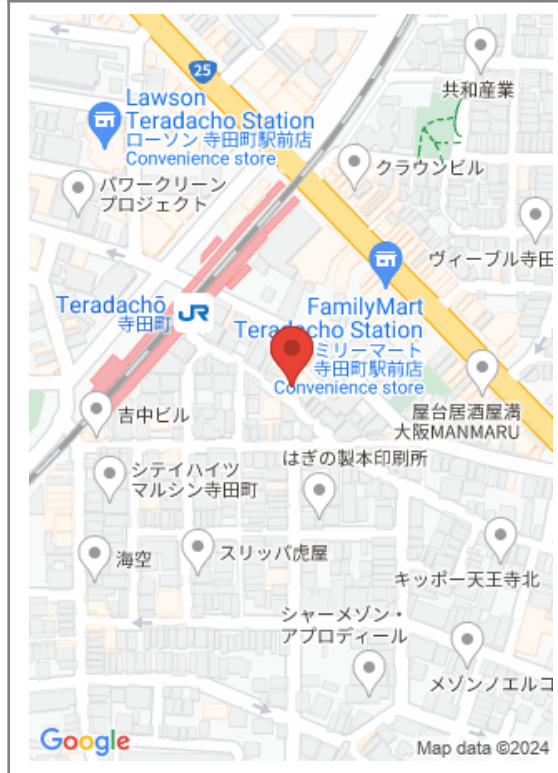 25
共和産業
Lawson
Teradacho Station
ローソン 寺田町駅前店
Convenience store
クラウンビル
パワークリーン
プロジェクト
ヴィーブル寺田
Teradachō
寺田町
JR
FamilyMart
Teradacho Station
ミリーマート
寺田町駅前店
Convenience store
吉中ビル
屋台居酒屋満
大阪MANMARU
はぎの製本印刷所
シテイハイツ
マルシン寺田町
海空
スリッパ虎屋
キッポー天王寺北
シャーメゾン・
アプロディール
メゾンノエルコ
Google
Map data ©2024